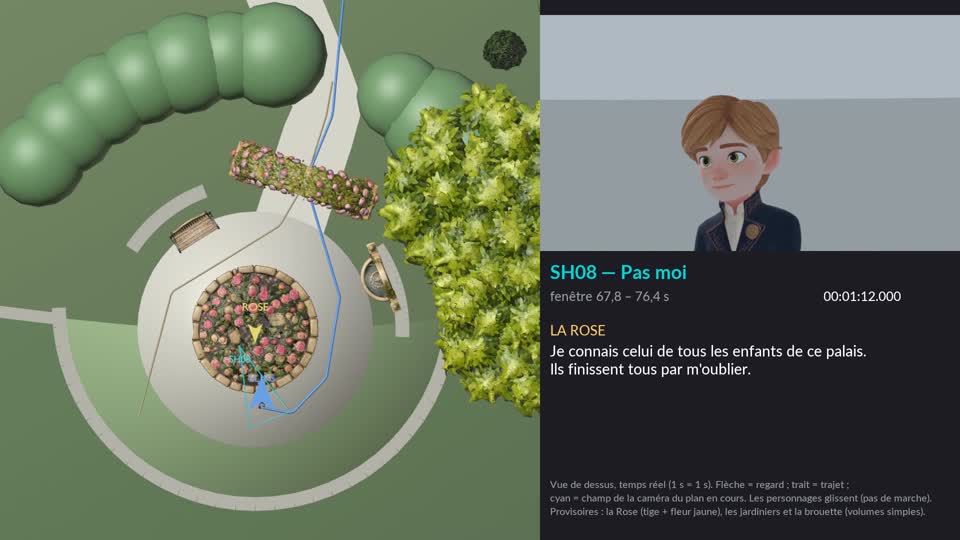 ROSE
SH08
SH08 — Pas moi
fenêtre 67,8 – 76,4 s
00:01:12.000
LA ROSE
Je connais celui de tous les enfants de ce palais.
Ils finissent tous par m'oublier.
Vue de dessus, temps réel (1 s = 1 s). Flèche = regard ; trait = trajet ;
cyan = champ de la caméra du plan en cours. Les personnages glissent (pas de marche).
Provisoires : la Rose (tige + fleur jaune), les jardiniers et la brouette (volumes simples).